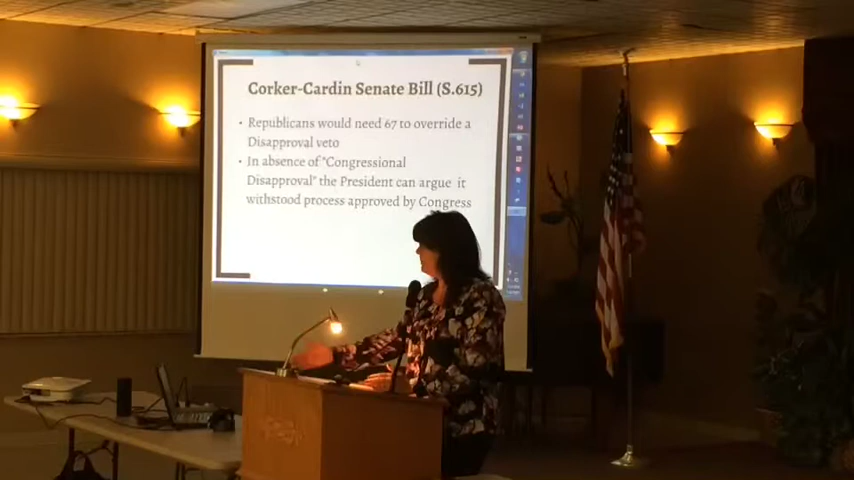 Corker-Cardin Senate Bill (S.615)
• Republicans would need 67 to override a
Disapproval veto
• In absence of "Congressional
Disapproval" the President can argue it
withstood process approved by Congress